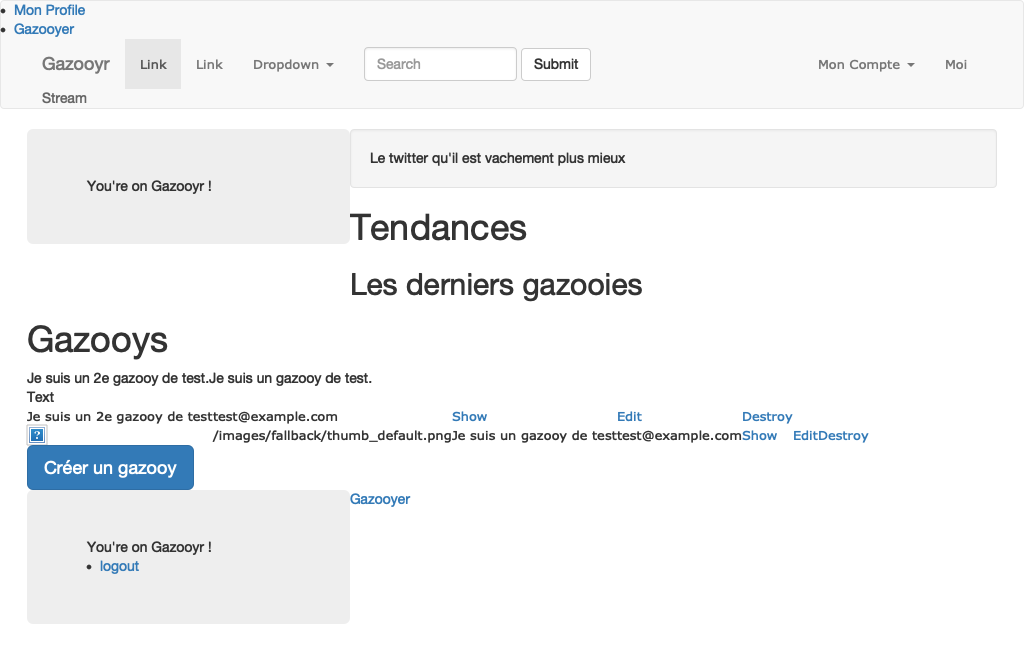 Mon Profile
Gazooyer
Gazooyr Link Link Dropdown Search Submit Mon Compte Moi
Stream
Le twitter qu'il est vachement plus mieux
You're on Gazooyr !
Tendances
Les derniers gazooies
Gazooys
Je suis un 2e gazooy de test.Je suis un gazooy de test.
Text
Je suis un 2e gazooy de testtest@example.com Show Edit Destroy
/images/fallback/thumb_default.pngJe suis un gazooy de testtest@example.comShow EditDestroy
Créer un gazooy
Gazooyer
You're on Gazooyr !
logout